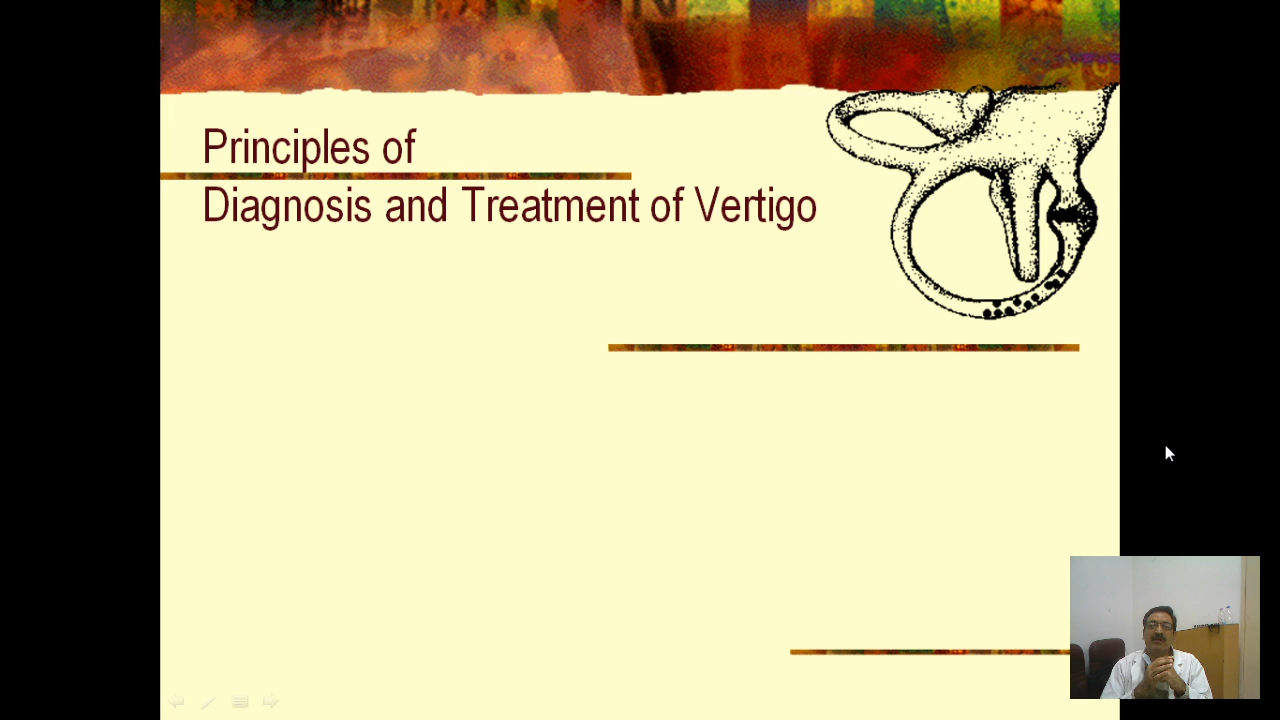 Principles of
Diagnosis and Treatment of Vertigo